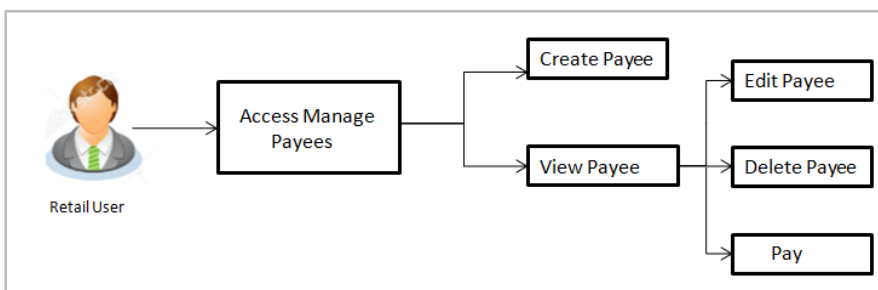 Create Payee
Edit Payee
Access Manage
Payees
View Payee
Delete Payee
Retail User
Pay